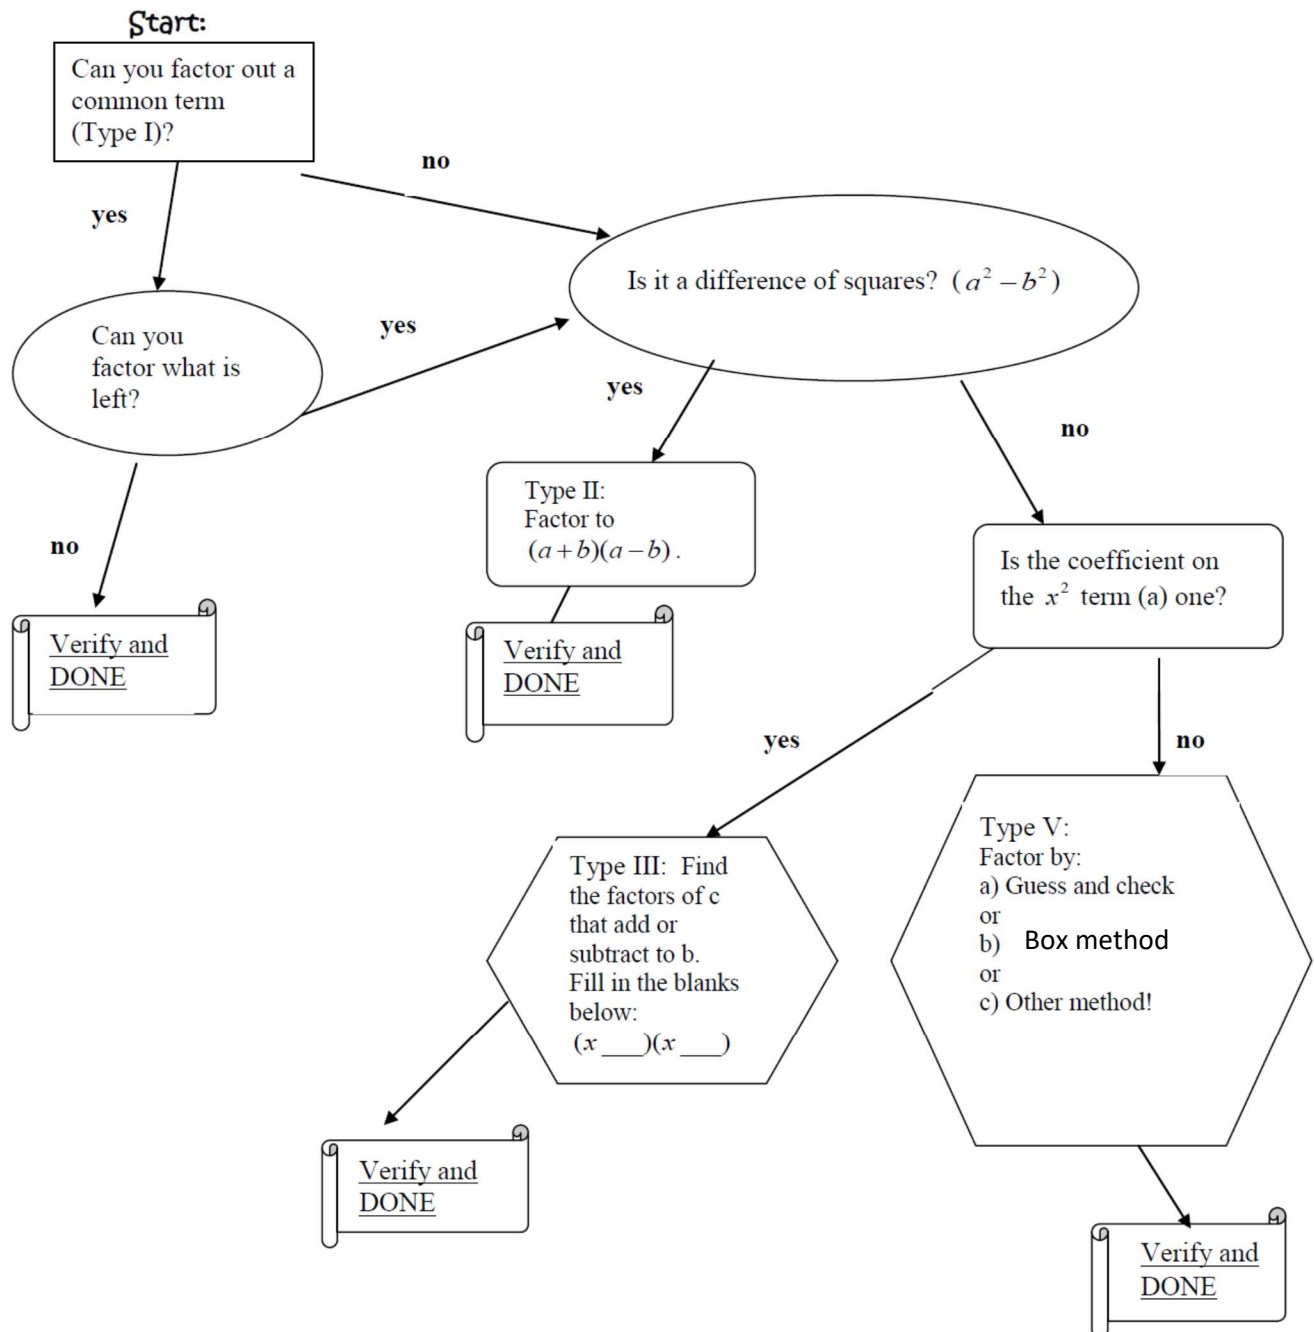 Start:
Can you factor out a
common term
(Type I)?
no
yes
Is it a difference of squares? (a² − b²)
Can you
factor what is
left?
yes
yes
no
Type II:
Factor to
(a + b)(a − b).
no
Is the coefficient on
the x² term (a) one?
Verify and
DONE
Verify and
DONE
yes
no
Type III: Find
the factors of c
that add or
subtract to b.
Fill in the blanks
below:
(x ___)(x ___)
Type V:
Factor by:
a) Guess and check
or
b) Box method
or
c) Other method!
Verify and
DONE
Verify and
DONE